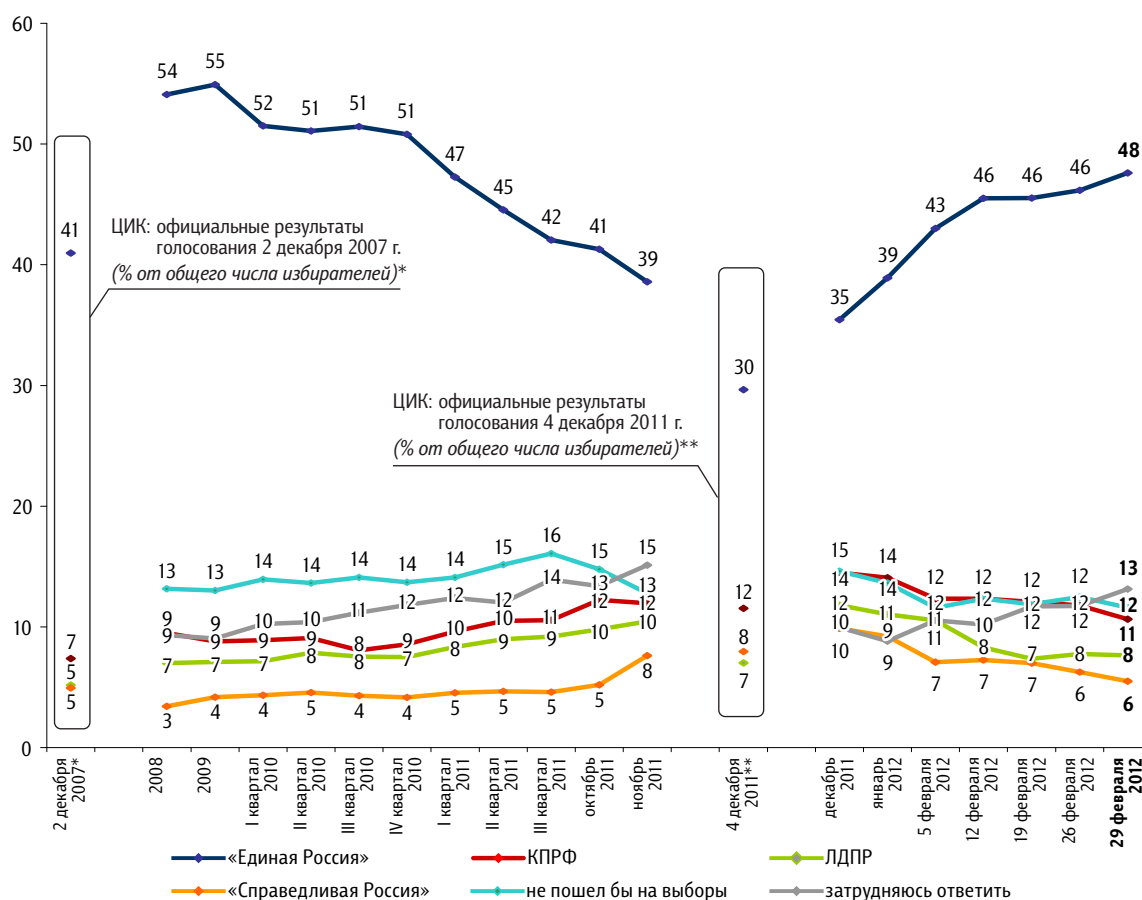 60
50
40
30
20
10
0
54 55 52 51 51 51 47 45 42 41 39
35 39 43 46 46 46 48
41
30
ЦИК: официальные результаты
голосования 2 декабря 2007 г.
(% от общего числа избирателей)*
ЦИК: официальные результаты
голосования 4 декабря 2011 г.
(% от общего числа избирателей)**
7
5
5
12
8
7
13 13 14 14 14 14 14 15 16 15 13
9 9 10 10 11 12 12 12 14 13 15
9 9 9 9 8 9 10 10 11 12 12
7 7 7 8 8 7 8 9 9 10 10
3 4 4 5 4 4 5 5 5 5 8
15 14 12 12 12 12 11
14 14 12 12 12 12 12
12 11 11 8 7 8 8
10 9 11 10 12 12 13
10 9 7 7 7 6 6
2 декабря
2007*
2008
2009
I квартал
2010
II квартал
2010
III квартал
2010
IV квартал
2010
I квартал
2011
II квартал
2011
III квартал
2011
октябрь
2011
ноябрь
2011
4 декабря
2011**
декабрь
2011
январь
2012
5 февраля
2012
12 февраля
2012
19 февраля
2012
26 февраля
2012
29 февраля
2012
«Единая Россия»
КПРФ
ЛДПР
«Справедливая Россия»
не пошел бы на выборы
затрудняюсь ответить